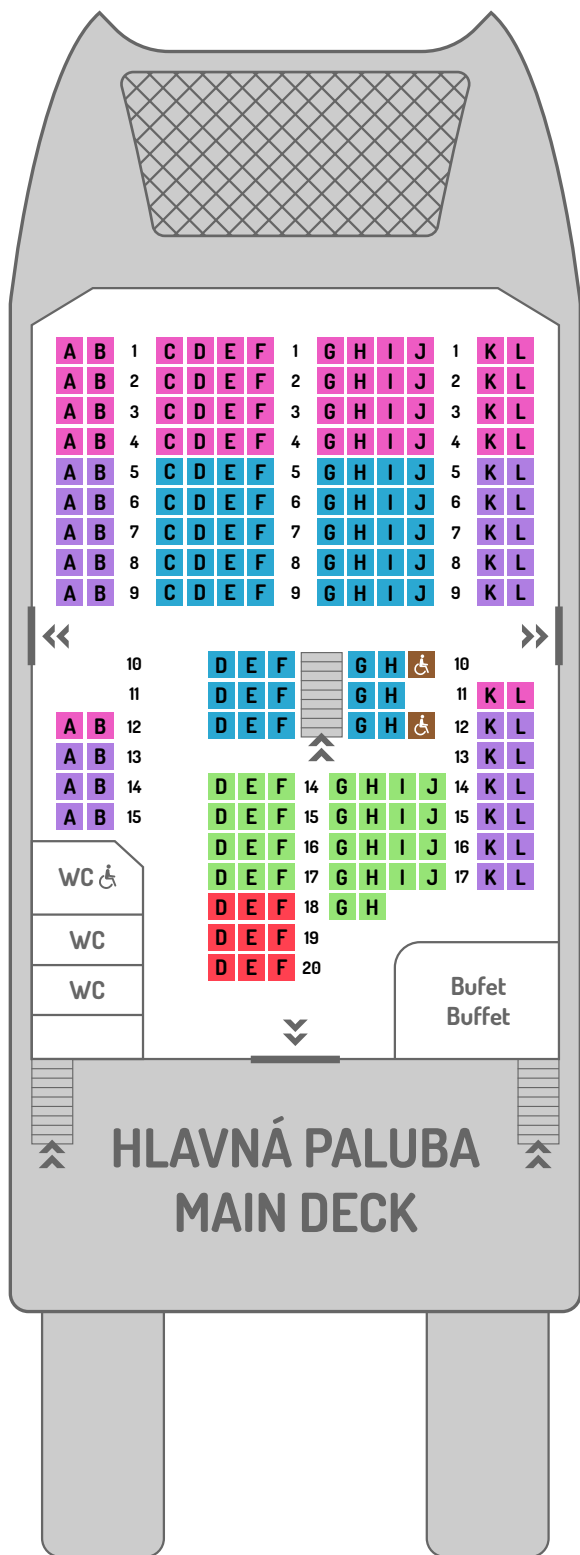 A B 1 C D E F 1 G H I J 1 K L
A B 2 C D E F 2 G H I J 2 K L
A B 3 C D E F 3 G H I J 3 K L
A B 4 C D E F 4 G H I J 4 K L
A B 5 C D E F 5 G H I J 5 K L
A B 6 C D E F 6 G H I J 6 K L
A B 7 C D E F 7 G H I J 7 K L
A B 8 C D E F 8 G H I J 8 K L
A B 9 C D E F 9 G H I J 9 K L
10 D E F G H 10
11 D E F G H 11 K L
A B 12 D E F G H 12 K L
A B 13 13 K L
A B 14 D E F 14 G H I J 14 K L
A B 15 D E F 15 G H I J 15 K L
D E F 16 G H I J 16 K L
WC D E F 17 G H I J 17 K L
D E F 18 G H
WC D E F 19
D E F 20
WC
Bufet
Buffet
HLAVNÁ PALUBA
MAIN DECK